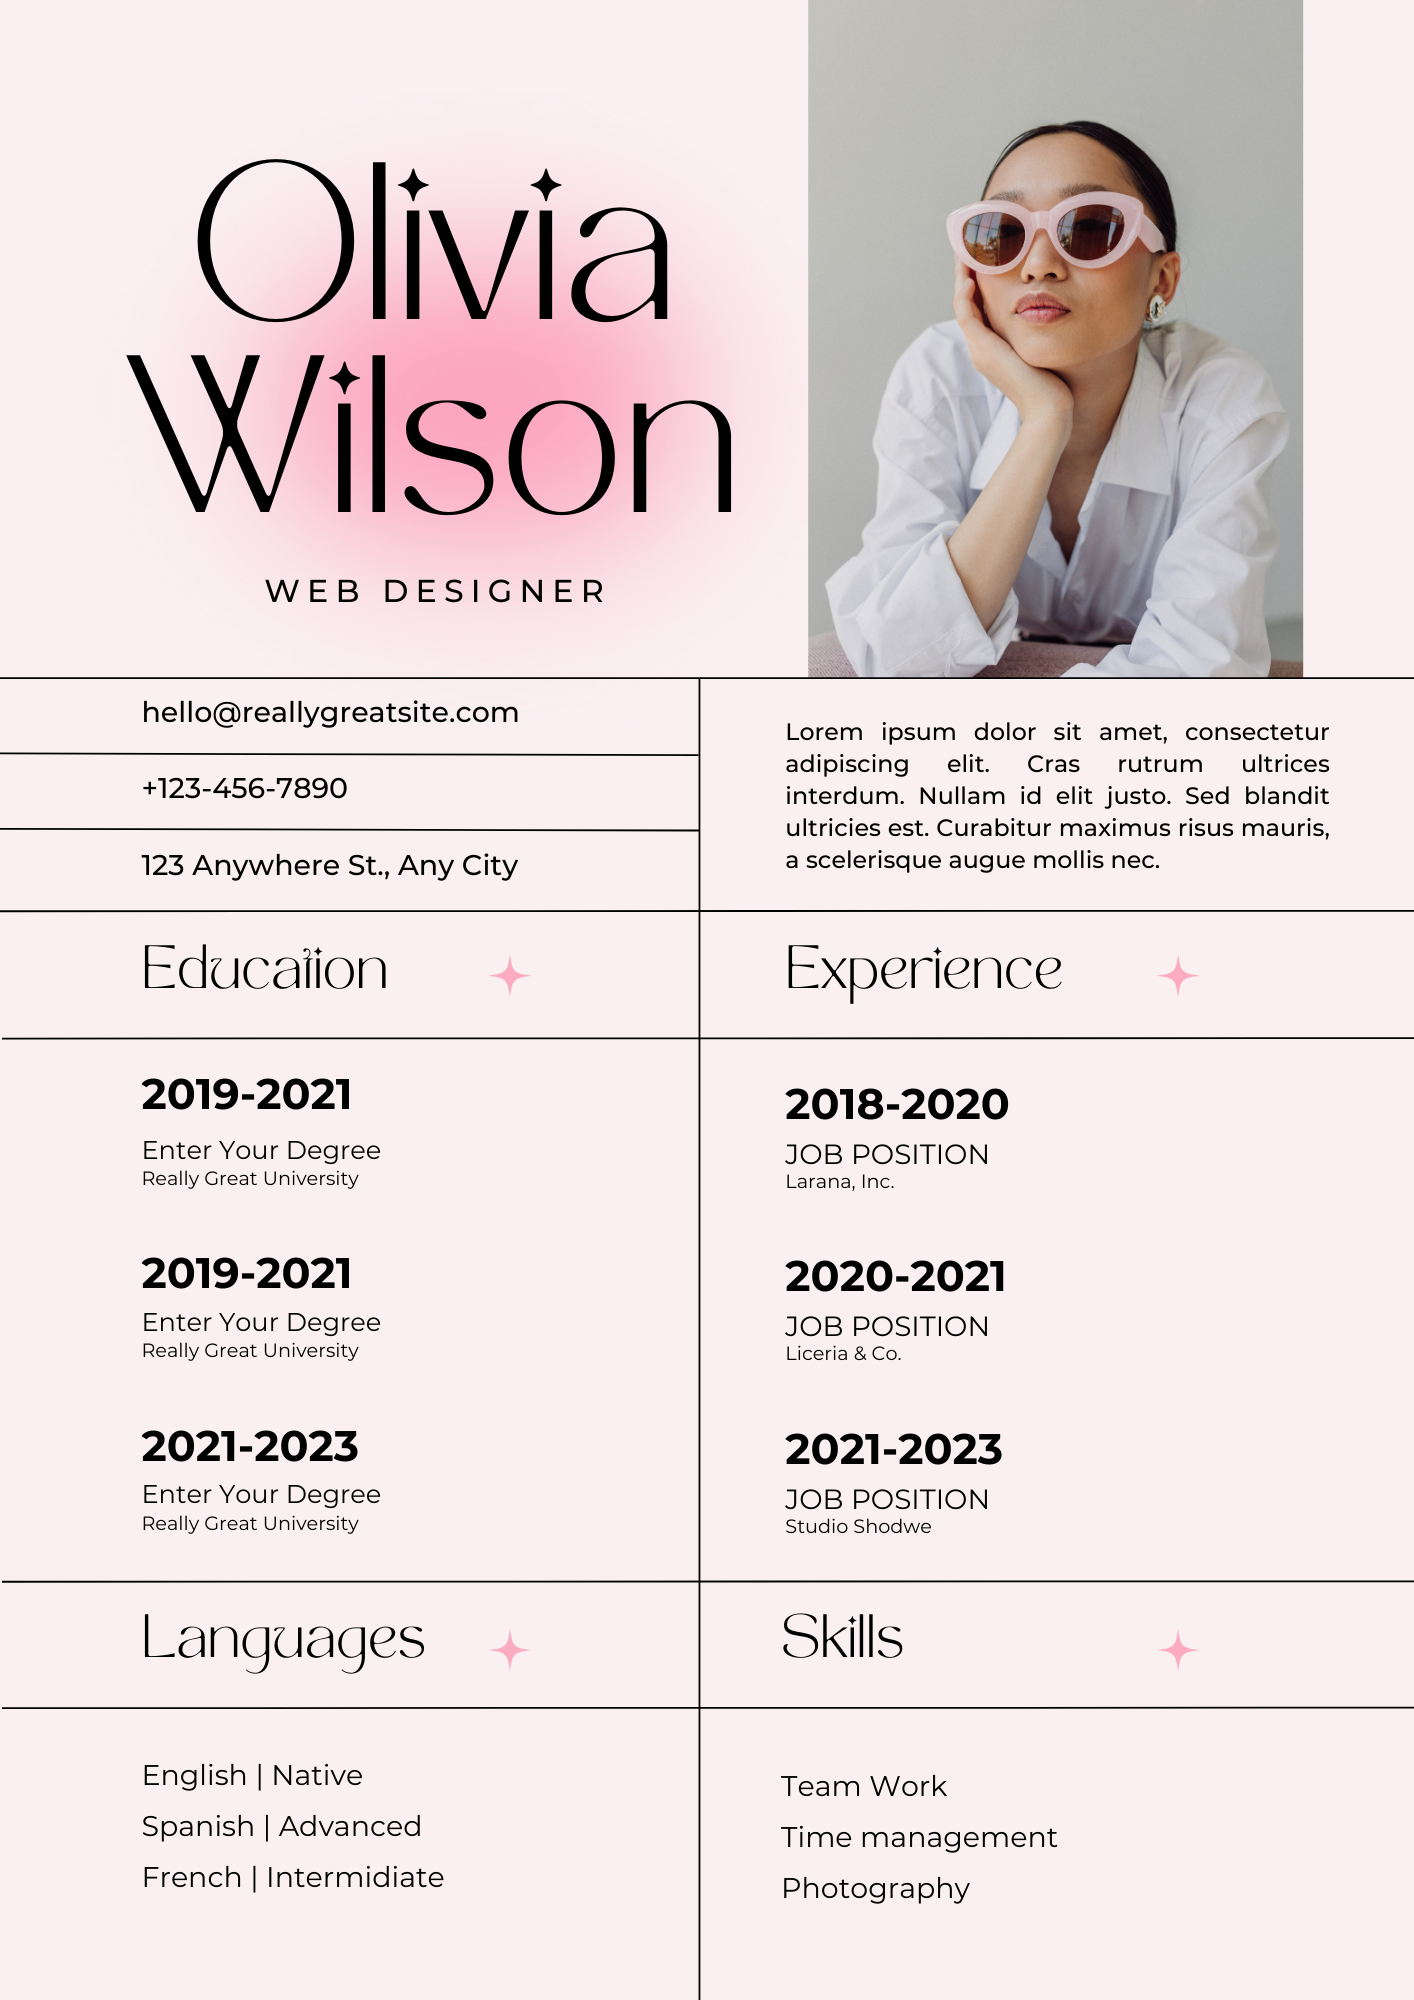 Olivia
Wilson
WEB DESIGNER
hello@reallygreatsite.com
+123-456-7890
123 Anywhere St., Any City
Lorem ipsum dolor sit amet, consectetur
adipiscing elit. Cras rutrum ultrices
interdum. Nullam id elit justo. Sed blandit
ultricies est. Curabitur maximus risus mauris,
a scelerisque augue mollis nec.
Education
2019-2021
Enter Your Degree
Really Great University
2019-2021
Enter Your Degree
Really Great University
2021-2023
Enter Your Degree
Really Great University
Experience
2018-2020
JOB POSITION
Larana, Inc.
2020-2021
JOB POSITION
Liceria & Co.
2021-2023
JOB POSITION
Studio Shodwe
Languages
English | Native
Spanish | Advanced
French | Intermidiate
Skills
Team Work
Time management
Photography